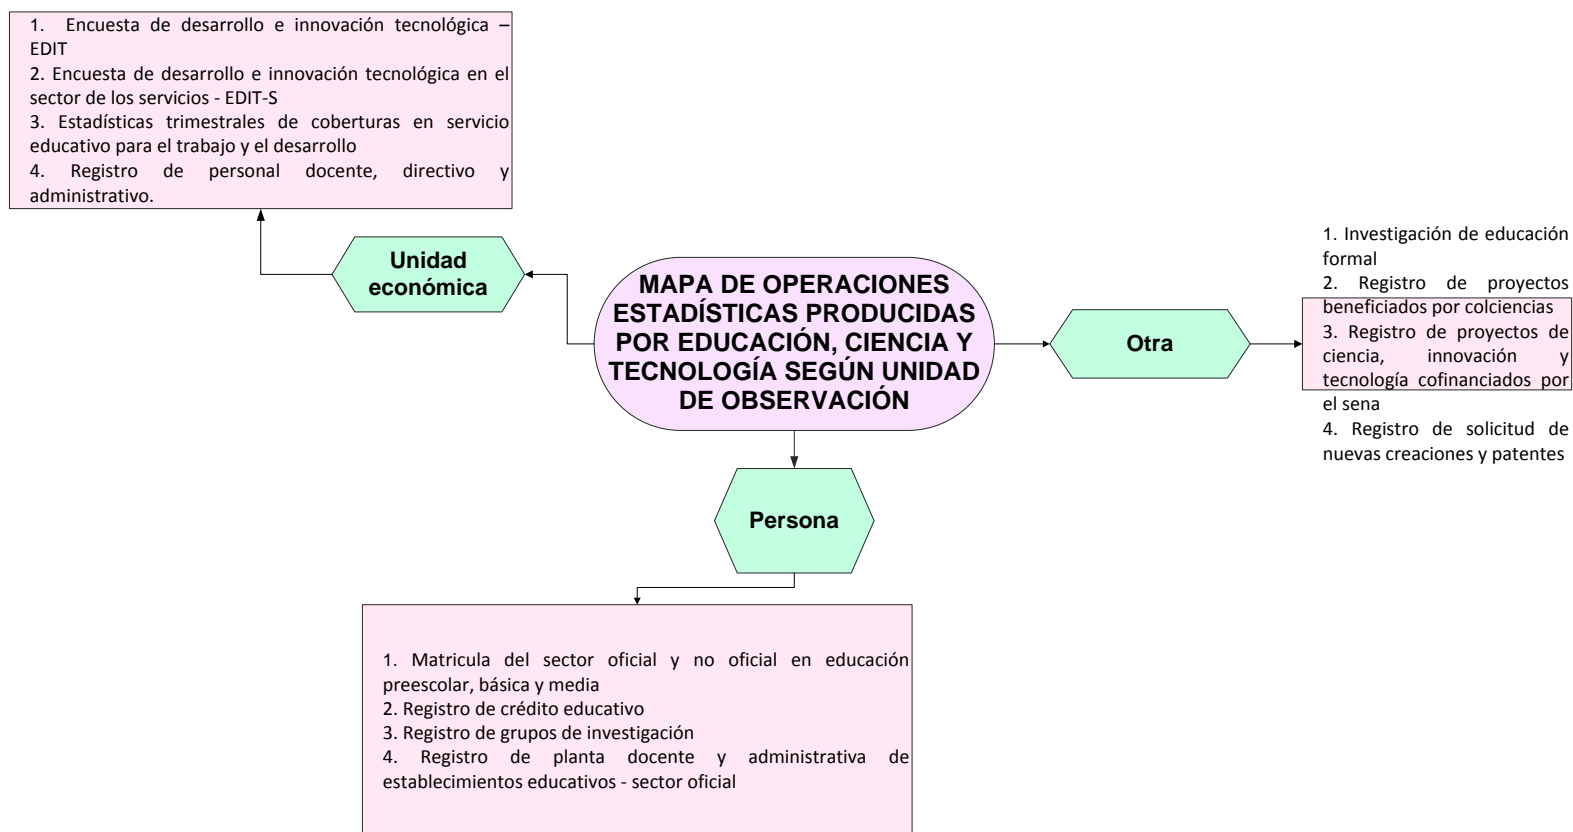 1. Encuesta de desarrollo e innovación tecnológica –
EDIT
2. Encuesta de desarrollo e innovación tecnológica en el
sector de los servicios - EDIT-S
3. Estadísticas trimestrales de coberturas en servicio
educativo para el trabajo y el desarrollo
4. Registro de personal docente, directivo y
administrativo.
Unidad
económica
MAPA DE OPERACIONES
ESTADÍSTICAS PRODUCIDAS
POR EDUCACIÓN, CIENCIA Y
TECNOLOGÍA SEGÚN UNIDAD
DE OBSERVACIÓN
Otra
1. Investigación de educación
formal
2. Registro de proyectos
beneficiados por colciencias
3. Registro de proyectos de
ciencia, innovación y
tecnología cofinanciados por
el sena
4. Registro de solicitud de
nuevas creaciones y patentes
Persona
1. Matricula del sector oficial y no oficial en educación
preescolar, básica y media
2. Registro de crédito educativo
3. Registro de grupos de investigación
4. Registro de planta docente y administrativa de
establecimientos educativos - sector oficial